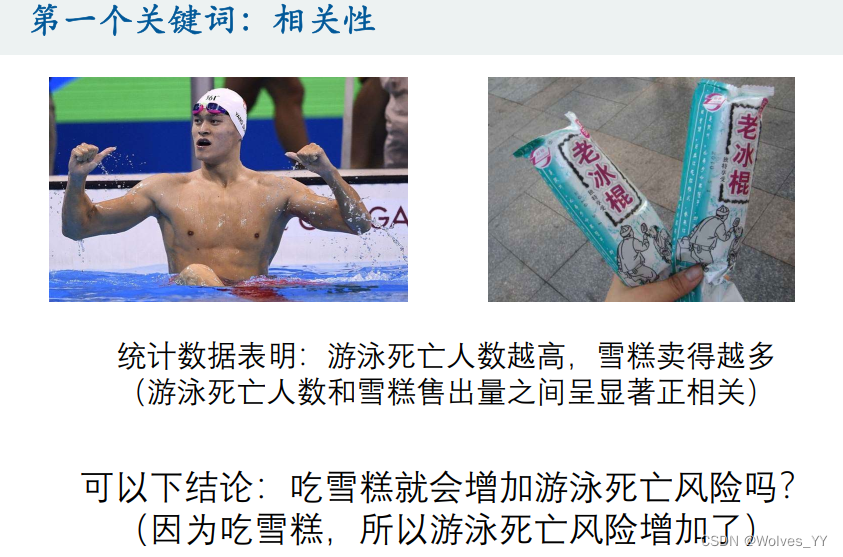 第一个关键词：相关性
GA
老冰棍
老冰棍
统计数据表明：游泳死亡人数越高，雪糕卖得越多
（游泳死亡人数和雪糕售出量之间呈显著正相关）
可以下结论：吃雪糕就会增加游泳死亡风险吗？
（因为吃雪糕，所以游泳死亡风险增加了）
CSDN @Wolves_YY